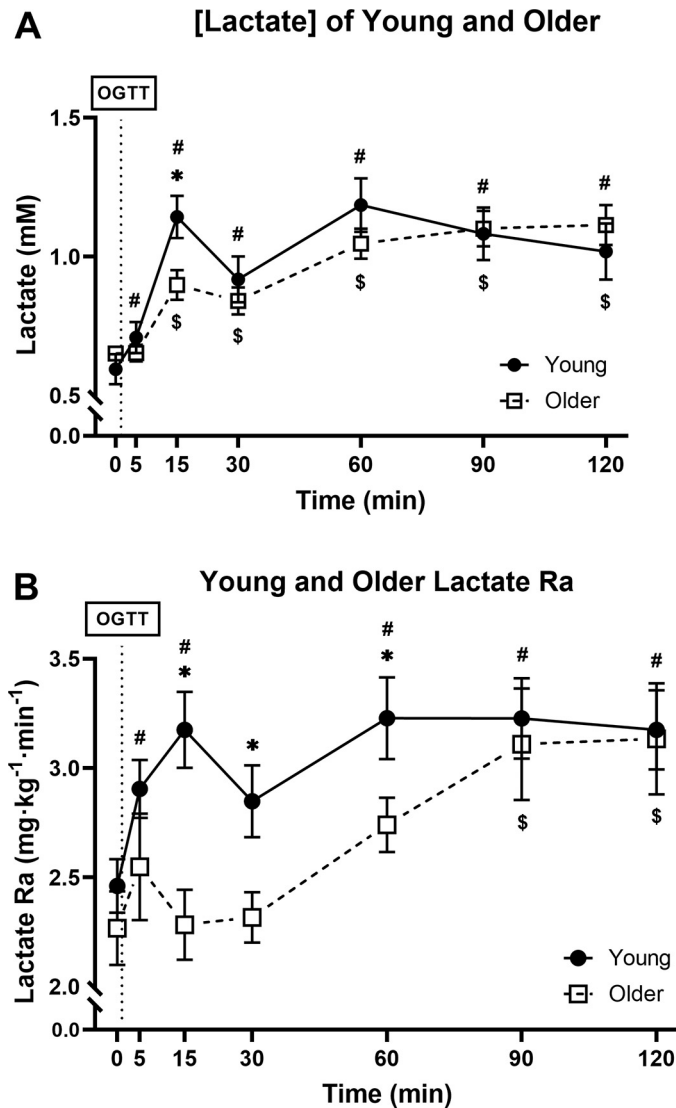 A
[Lactate] of Young and Older
OGTT
1.5
1.0
0.5
0.0
Lactate (mM)
#
#
*
#
#
#
#
$
$
$
$
$
Young
Older
0 5 15 30 60 90 120
Time (min)
B
Young and Older Lactate Ra
OGTT
3.5
3.0
2.5
2.0
0.0
Lactate Ra (mg·kg⁻¹·min⁻¹)
#
#
*
*
#
*
#
#
$
$
Young
Older
0 5 15 30 60 90 120
Time (min)